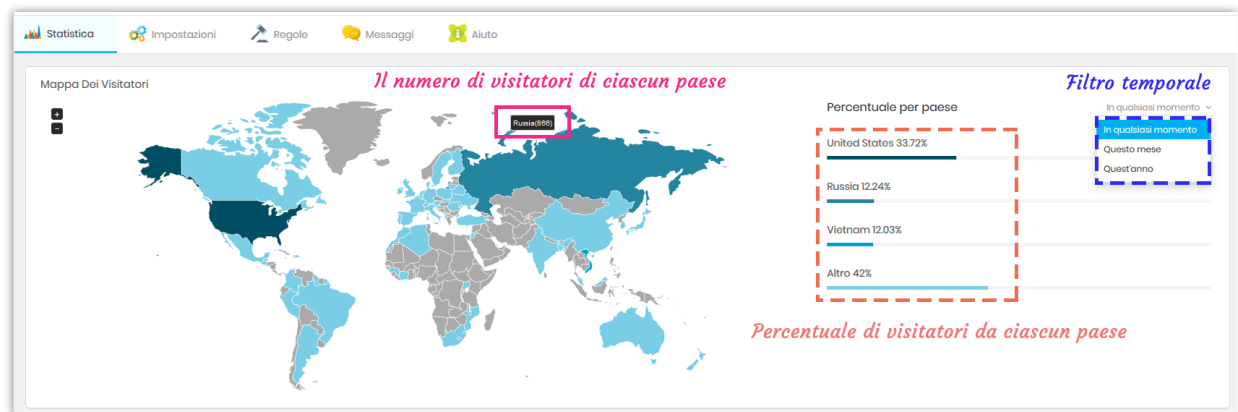 Statistica
Impostazioni
Regole
Messaggi
Aiuto
Mappa Dei Visitatori
Il numero di visitatori di ciascun paese
Filtro temporale
+
-
Russia(866)
Percentuale per paese
In qualsiasi momento
In qualsiasi momento
Questo mese
Quest'anno
United States 33.72%
Russia 12.24%
Vietnam 12.03%
Altro 42%
Percentuale di visitatori da ciascun paese